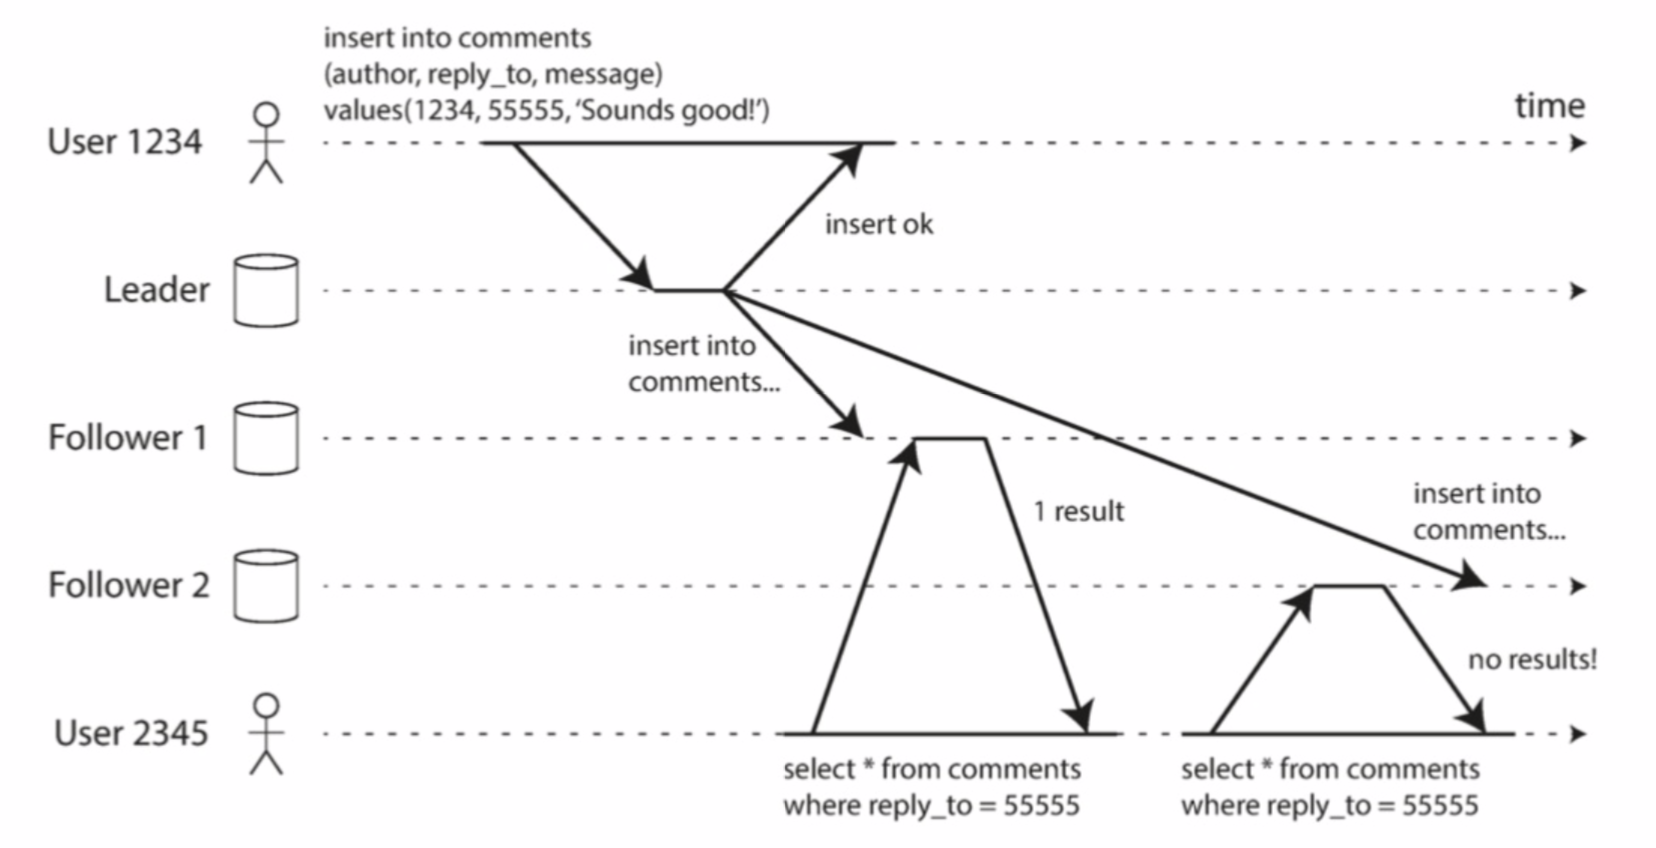 insert into comments
(author, reply_to, message)
values(1234, 55555, ‘Sounds good!’)
time
User 1234
insert ok
Leader
insert into
comments...
Follower 1
1 result
insert into
comments...
Follower 2
no results!
User 2345
select * from comments
where reply_to = 55555
select * from comments
where reply_to = 55555